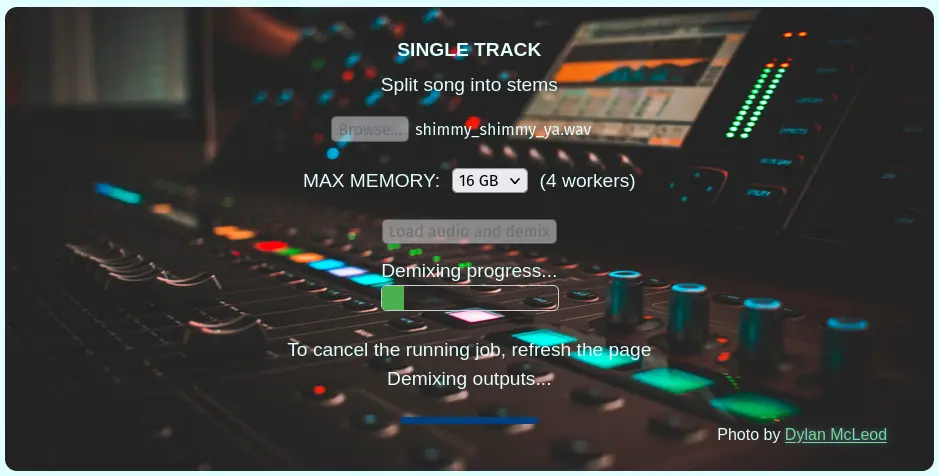 SINGLE TRACK
Split song into stems
Browse... shimmy_shimmy_ya.wav
MAX MEMORY: 16 GB (4 workers)
Load audio and demix
Demixing progress...
To cancel the running job, refresh the page
Demixing outputs...
Photo by Dylan McLeod
UTILITY